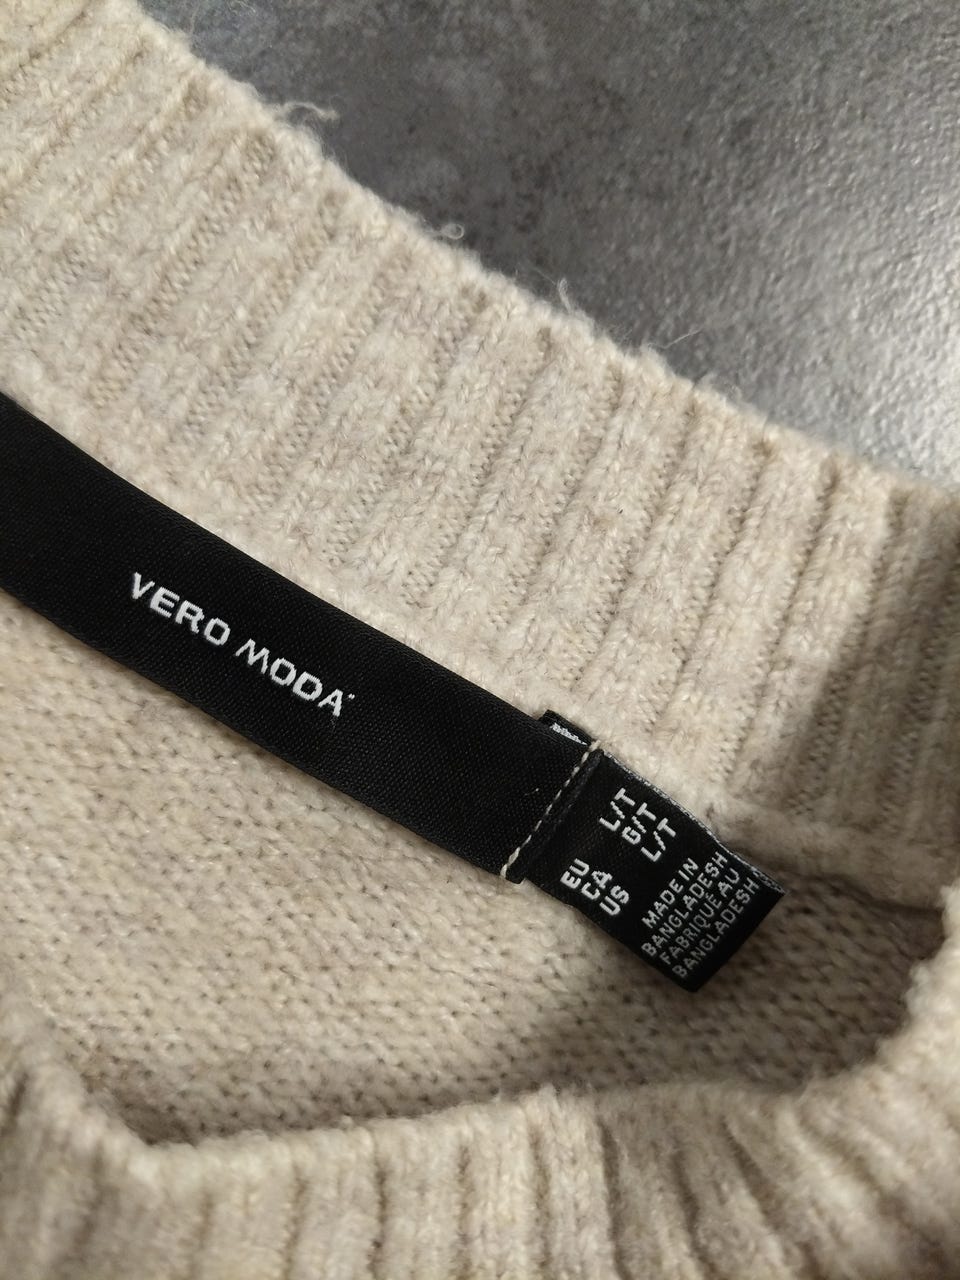 VERO MODA
EU L/T
CA G/T
US L/T
MADE IN
BANGLADESH
FABRIQUÉ AU
BANGLADESH